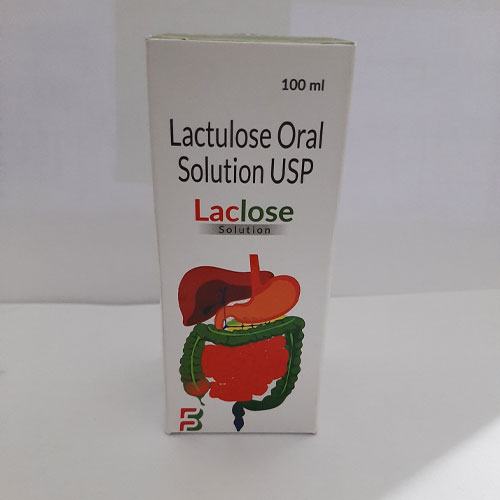 100 ml
Lactulose Oral
Solution USP
Laclose
Solution